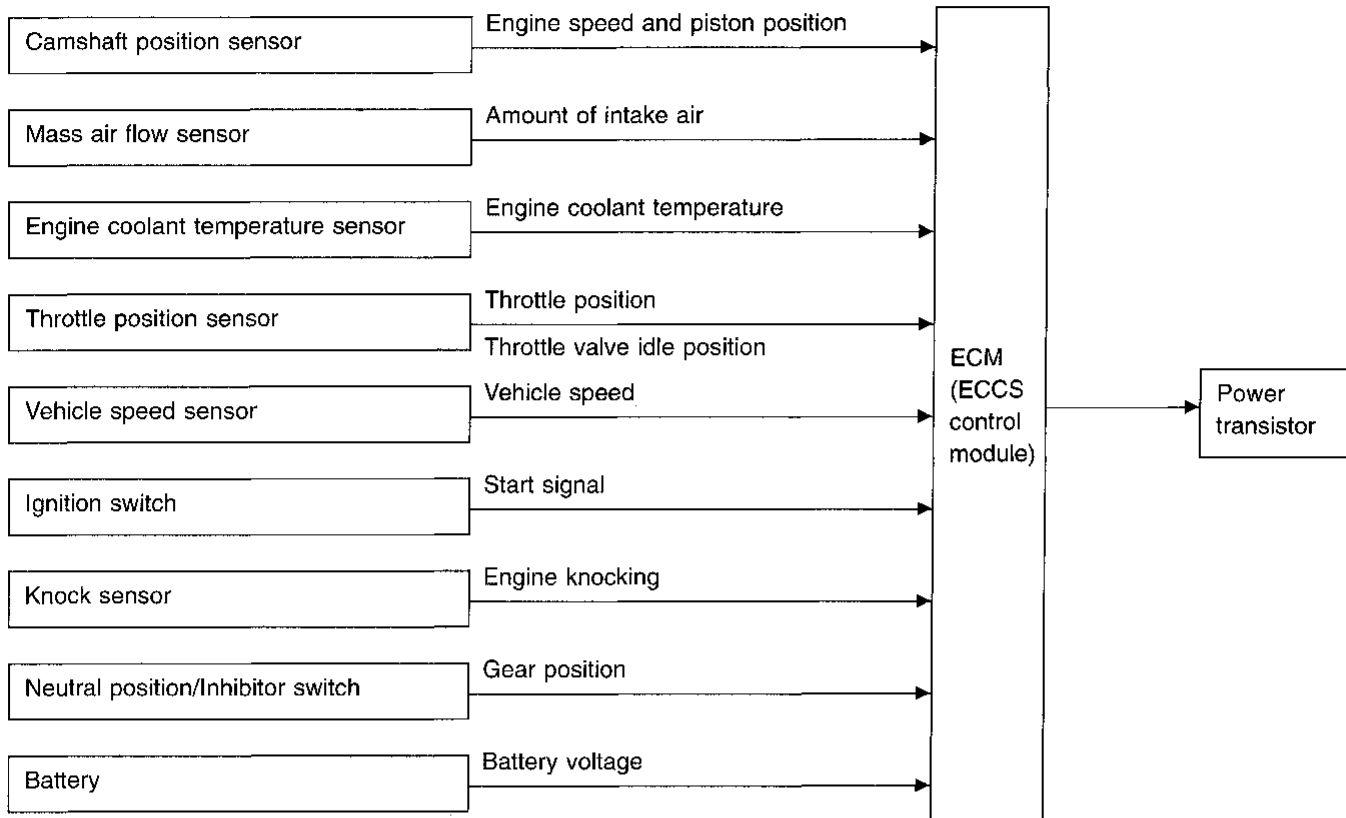 Camshaft position sensor
Engine speed and piston position
Mass air flow sensor
Amount of intake air
Engine coolant temperature sensor
Engine coolant temperature
Throttle position sensor
Throttle position
Throttle valve idle position
Vehicle speed sensor
Vehicle speed
Ignition switch
Start signal
Knock sensor
Engine knocking
Neutral position/Inhibitor switch
Gear position
Battery
Battery voltage
ECM
(ECCS
control
module)
Power
transistor